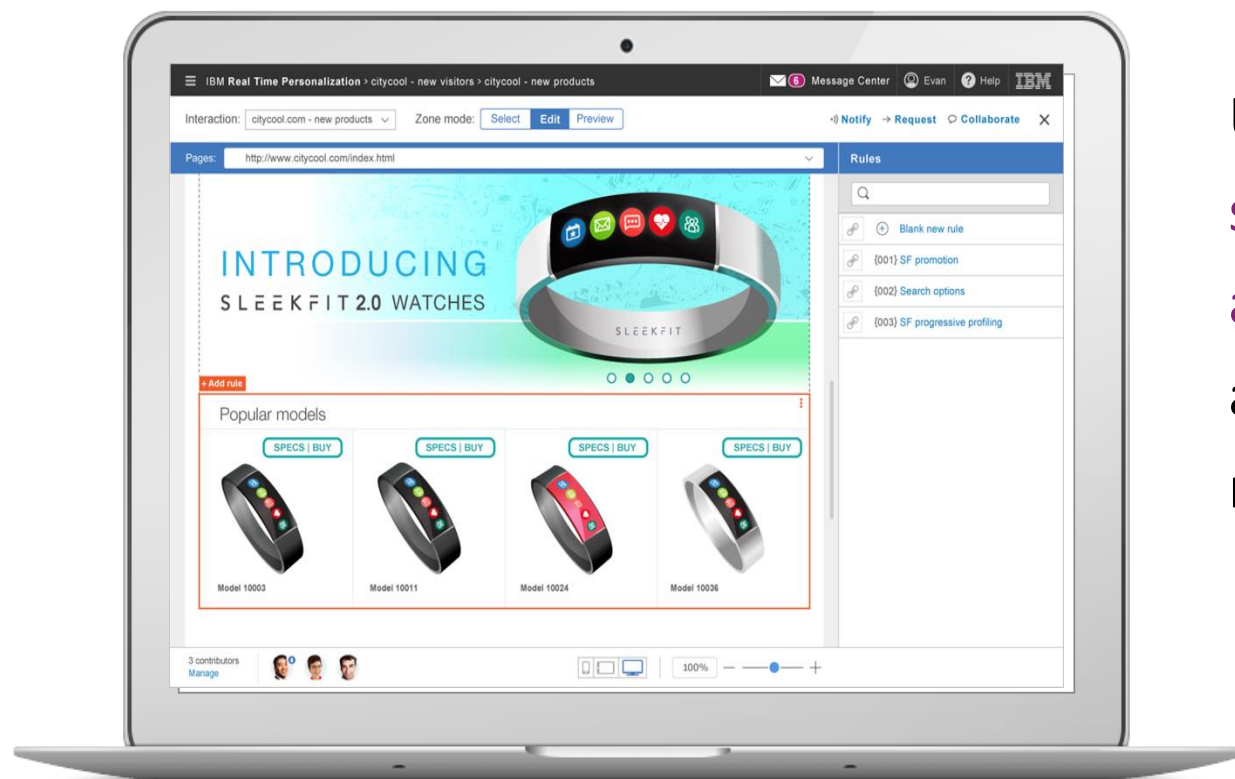 IBM Real Time Personalization > citycool - new visitors > citycool - new products
6 Message Center Evan Help IBM
Interaction: citycool.com - new products Zone mode: Select Edit Preview
Notify Request Collaborate
Pages: http://www.citycool.com/index.html
Rules
Blank new rule
{001} SF promotion
{002} Search options
{003} SF progressive profiling
INTRODUCING
SLEEKFIT 2.0 WATCHES
SLEEKFIT
+ Add rule
Popular models
SPECS | BUY SPECS | BUY SPECS | BUY SPECS | BUY
Model 10003 Model 10011 Model 10024 Model 10036
3 contributors
Manage
100%